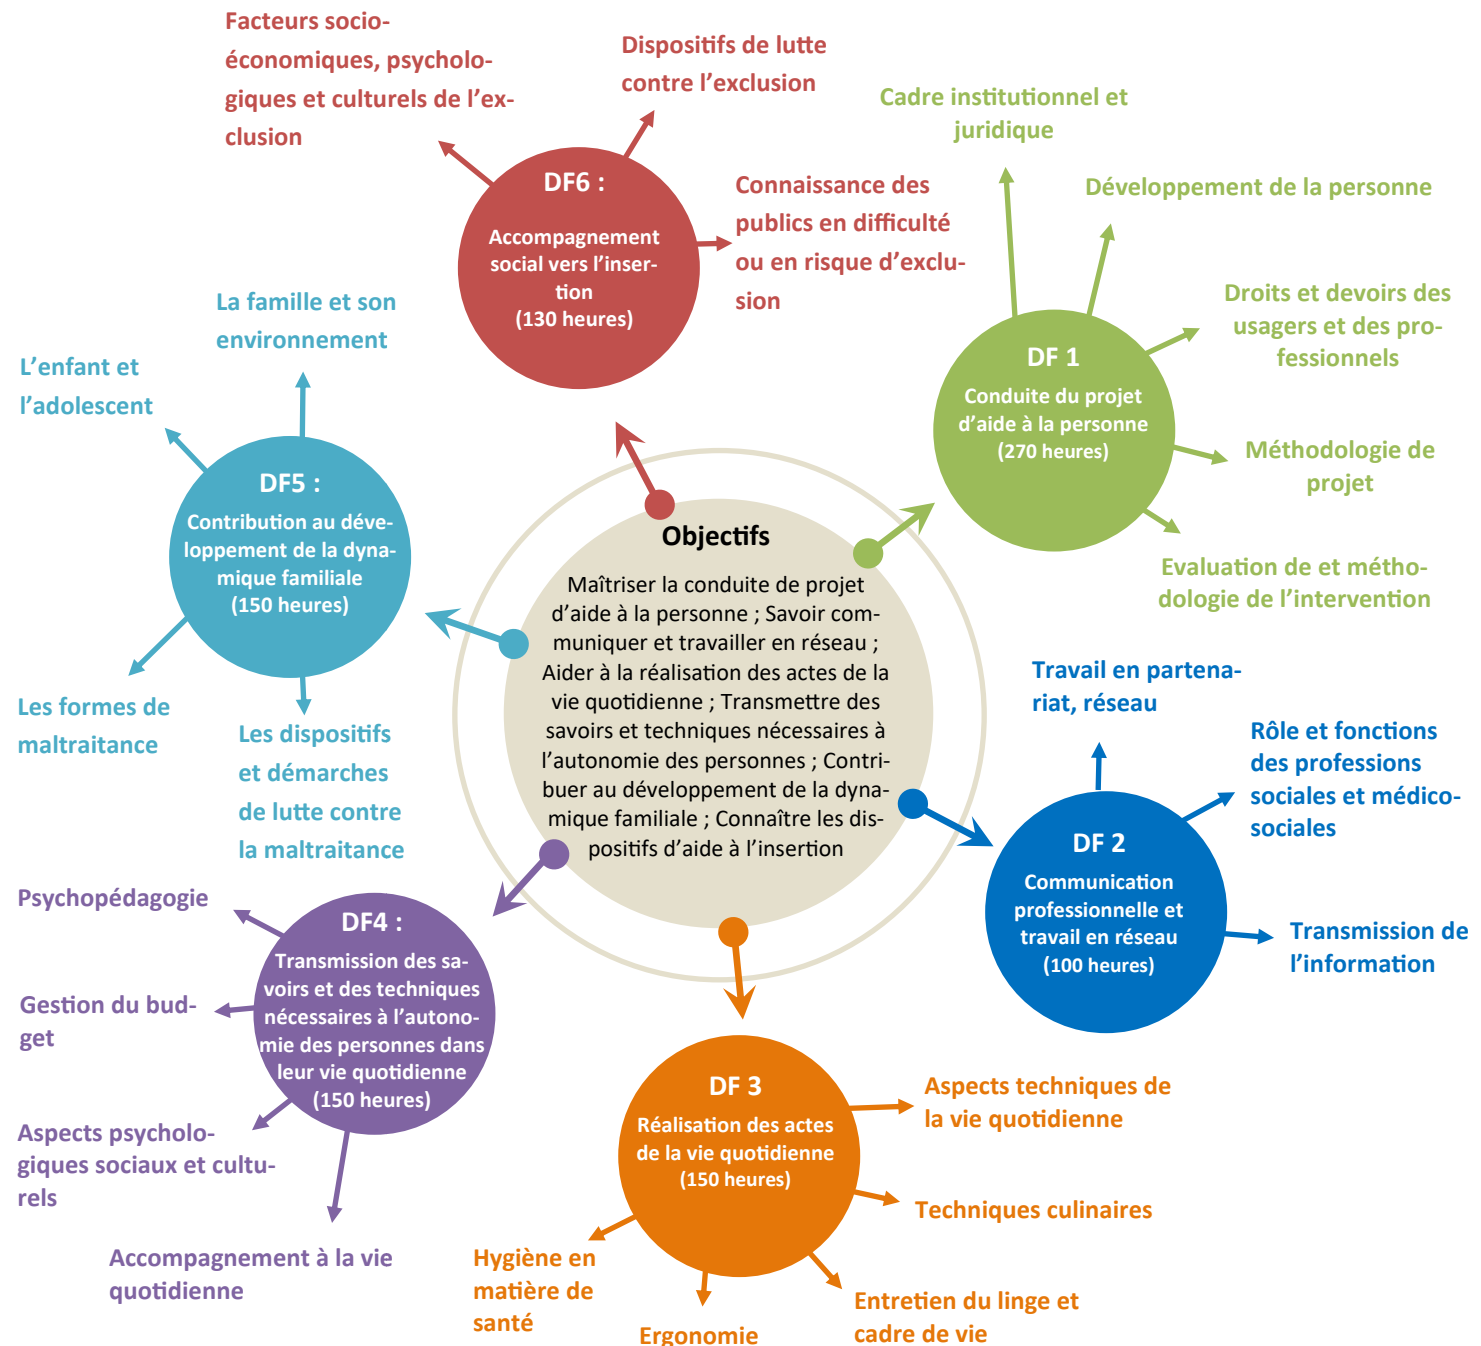 Facteurs socio-
économiques, psycholo-
giques et culturels de l'ex-
clusion
Dispositifs de lutte
contre l'exclusion
Connaissance des
publics en difficulté
ou en risque d'exclu-
sion
DF6 :
Accompagnement
social vers l'inser-
tion
(130 heures)
Cadre institutionnel et
juridique
Développement de la personne
Droits et devoirs des
usagers et des pro-
fessionnels
Méthodologie de
projet
Evaluation de et métho-
dologie de l'intervention
DF 1
Conduite du projet
d'aide à la personne
(270 heures)
La famille et son
environnement
L'enfant et
l'adolescent
DF5 :
Contribution au déve-
loppement de la dyna-
mique familiale
(150 heures)
Les formes de
maltraitance
Les dispositifs
et démarches
de lutte contre
la maltraitance
Objectifs
Maîtriser la conduite de projet
d'aide à la personne ; Savoir com-
muniquer et travailler en réseau ;
Aider à la réalisation des actes de la
vie quotidienne ; Transmettre des
savoirs et techniques nécessaires à
l'autonomie des personnes ; Contri-
buer au développement de la dyna-
mique familiale ; Connaître les dis-
positifs d'aide à l'insertion
Travail en partena-
riat, réseau
Rôle et fonctions
des professions
sociales et médico-
sociales
Transmission de
l'information
DF 2
Communication
professionnelle et
travail en réseau
(100 heures)
Psychopédagogie
Gestion du bud-
get
Aspects psycholo-
giques sociaux et cultu-
rels
Accompagnement à la vie
quotidienne
DF4 :
Transmission des sa-
voirs et des techniques
nécessaires à l'autono-
mie des personnes dans
leur vie quotidienne
(150 heures)
DF 3
Réalisation des actes
de la vie quotidienne
(150 heures)
Aspects techniques de
la vie quotidienne
Techniques culinaires
Entretien du linge et
cadre de vie
Ergonomie
Hygiène en
matière de
santé